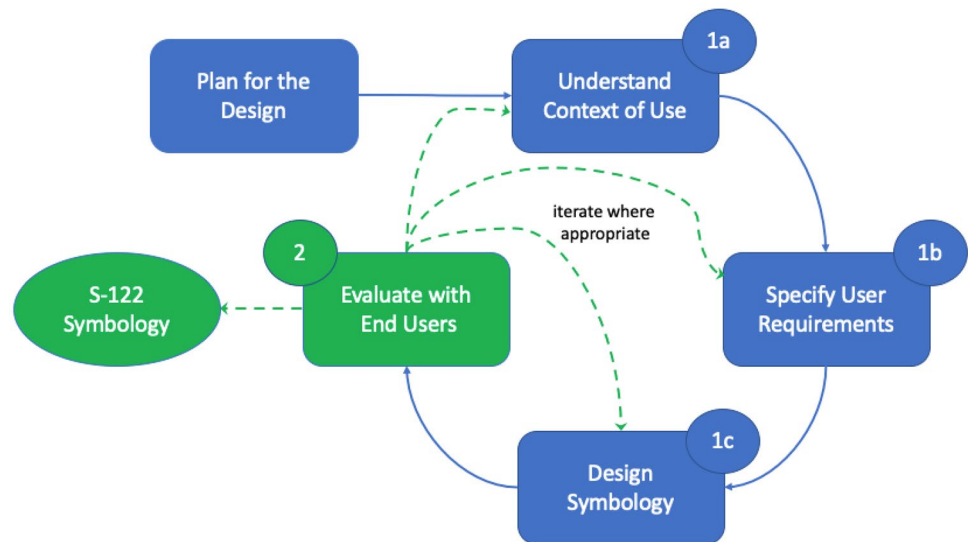 1a
Plan for the
Design
Understand
Context of Use
iterate where
appropriate
2
1b
S-122
Symbology
Evaluate with
End Users
Specify User
Requirements
1c
Design
Symbology